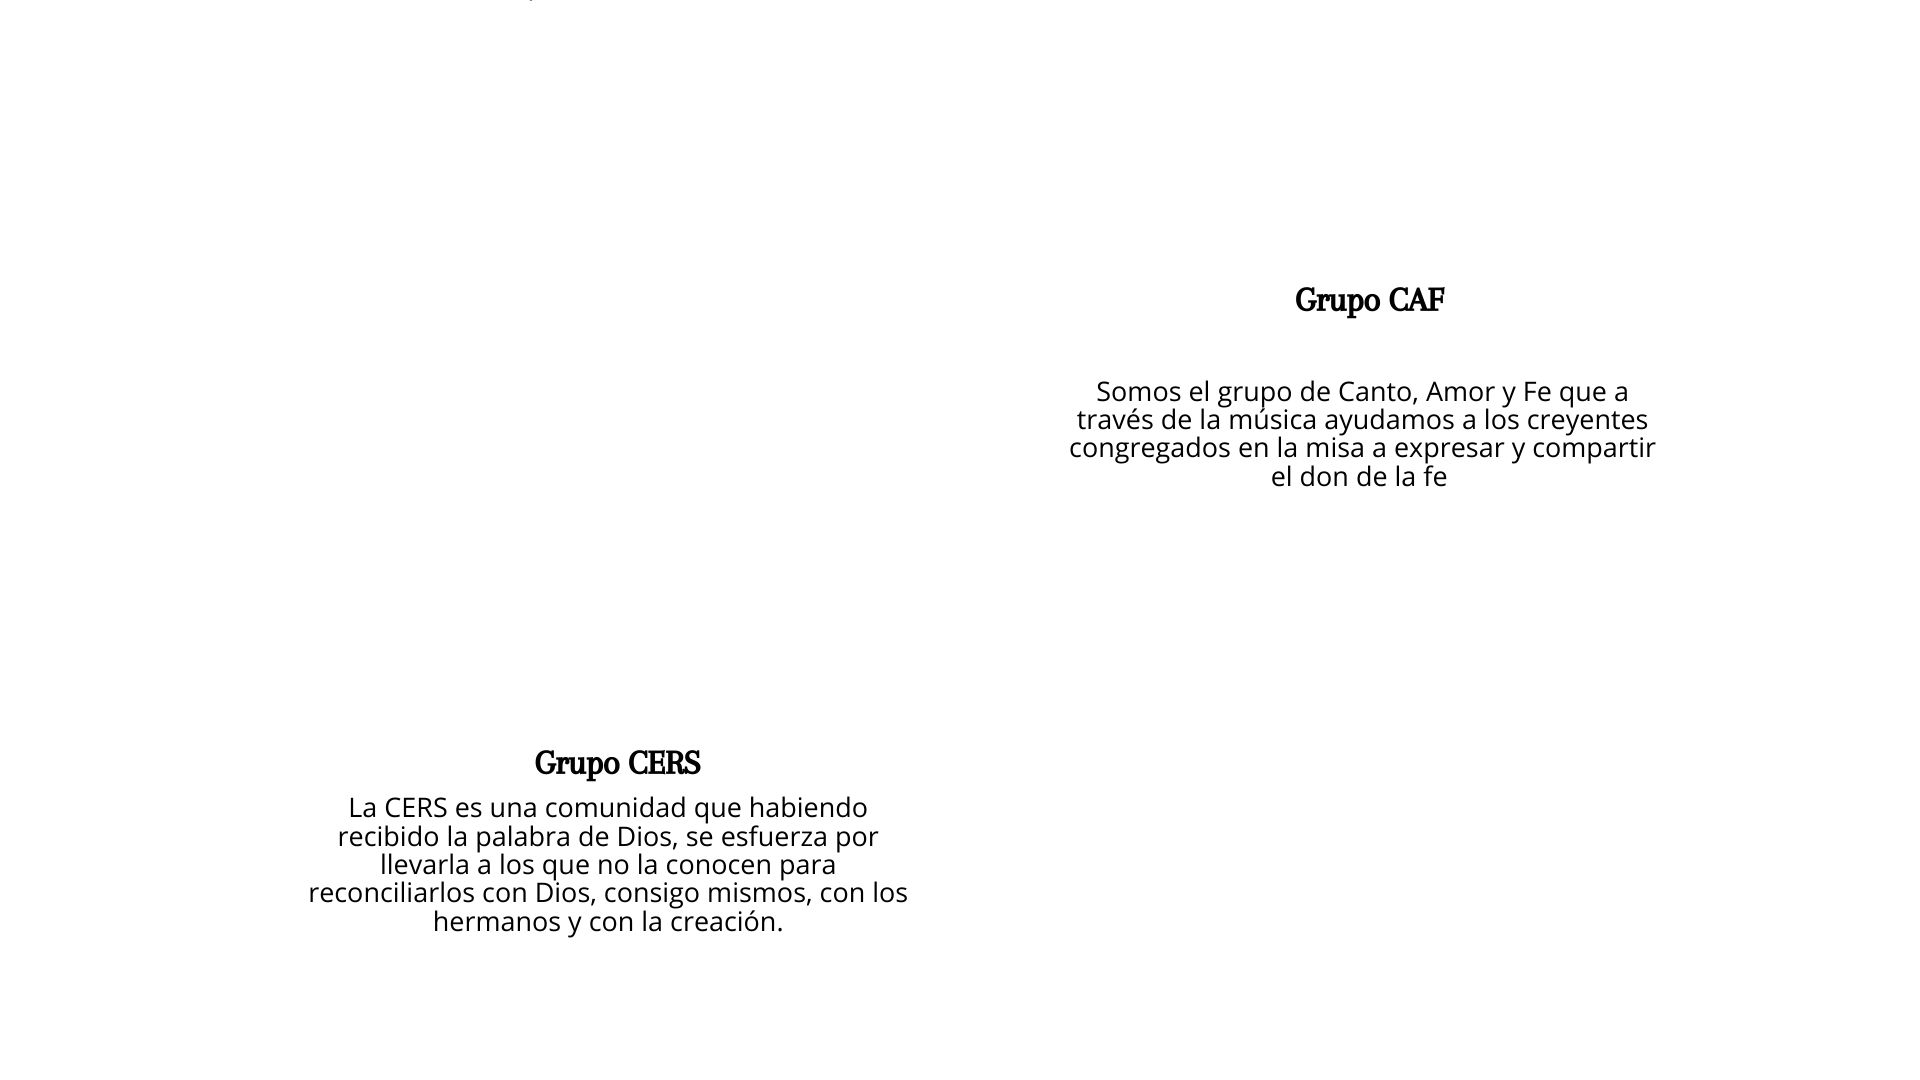 Grupo CAF
Somos el grupo de Canto, Amor y Fe que a
través de la música ayudamos a los creyentes
congregados en la misa a expresar y compartir
el don de la fe
Grupo CERS
La CERS es una comunidad que habiendo
recibido la palabra de Dios, se esfuerza por
llevarla a los que no la conocen para
reconciliarlos con Dios, consigo mismos, con los
hermanos y con la creación.